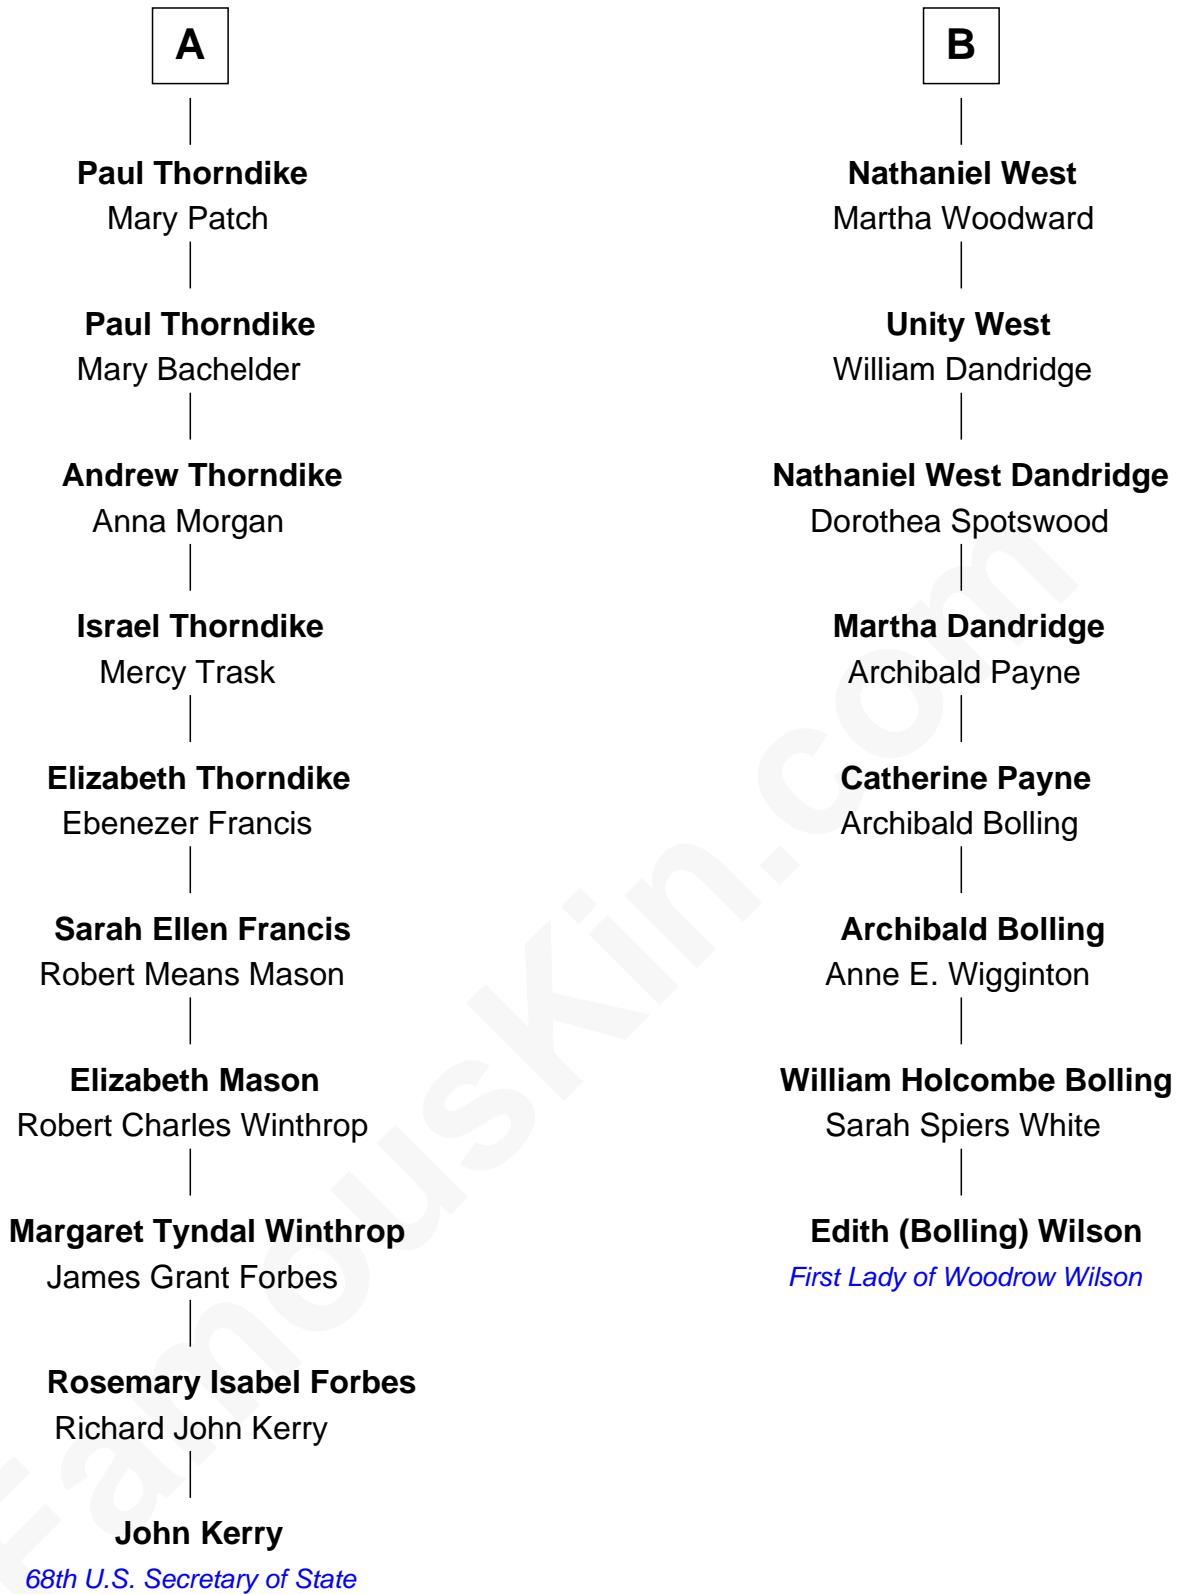 A
Paul Thorndike
Mary Patch
Paul Thorndike
Mary Bachelder
Andrew Thorndike
Anna Morgan
Israel Thorndike
Mercy Trask
Elizabeth Thorndike
Ebenezer Francis
Sarah Ellen Francis
Robert Means Mason
Elizabeth Mason
Robert Charles Winthrop
Margaret Tyndal Winthrop
James Grant Forbes
Rosemary Isabel Forbes
Richard John Kerry
John Kerry
68th U.S. Secretary of State
B
Nathaniel West
Martha Woodward
Unity West
William Dandridge
Nathaniel West Dandridge
Dorothea Spotswood
Martha Dandridge
Archibald Payne
Catherine Payne
Archibald Bolling
Archibald Bolling
Anne E. Wigginton
William Holcombe Bolling
Sarah Spiers White
Edith (Bolling) Wilson
First Lady of Woodrow Wilson
FamousKin.com